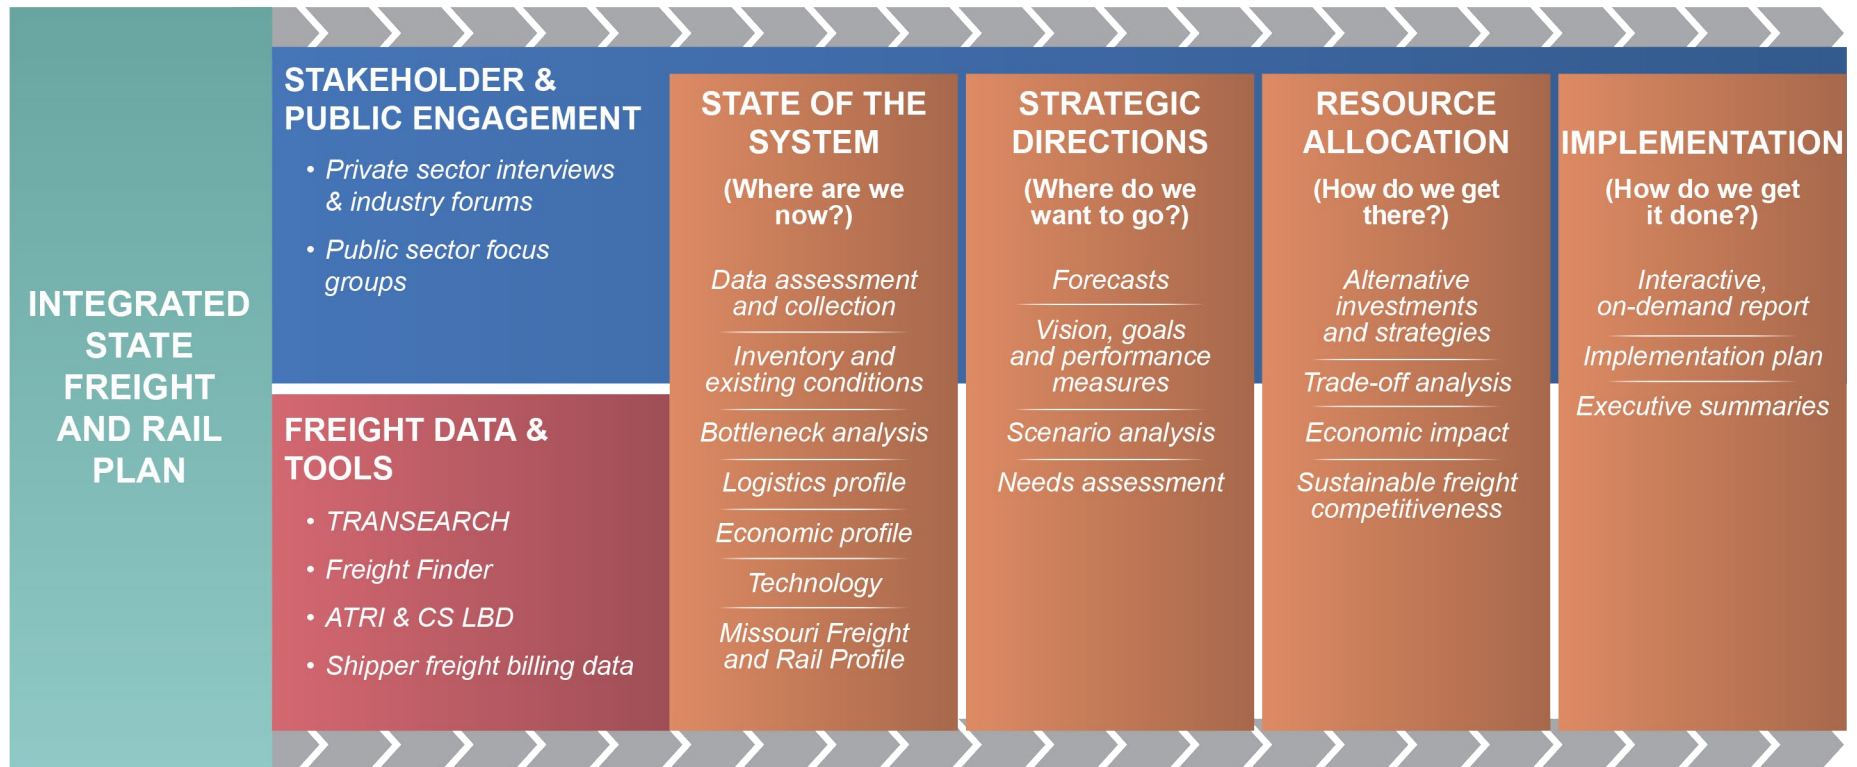 INTEGRATED
STATE
FREIGHT
AND RAIL
PLAN
STAKEHOLDER &
PUBLIC ENGAGEMENT
• Private sector interviews
& industry forums
• Public sector focus
groups
FREIGHT DATA &
TOOLS
• TRANSEARCH
• Freight Finder
• ATRI & CS LBD
• Shipper freight billing data
STATE OF THE
SYSTEM
(Where are we
now?)
Data assessment
and collection
Inventory and
existing conditions
Bottleneck analysis
Logistics profile
Economic profile
Technology
Missouri Freight
and Rail Profile
STRATEGIC
DIRECTIONS
(Where do we
want to go?)
Forecasts
Vision, goals
and performance
measures
Scenario analysis
Needs assessment
RESOURCE
ALLOCATION
(How do we get
there?)
Alternative
investments
and strategies
Trade-off analysis
Economic impact
Sustainable freight
competitiveness
IMPLEMENTATION
(How do we get
it done?)
Interactive,
on-demand report
Implementation plan
Executive summaries